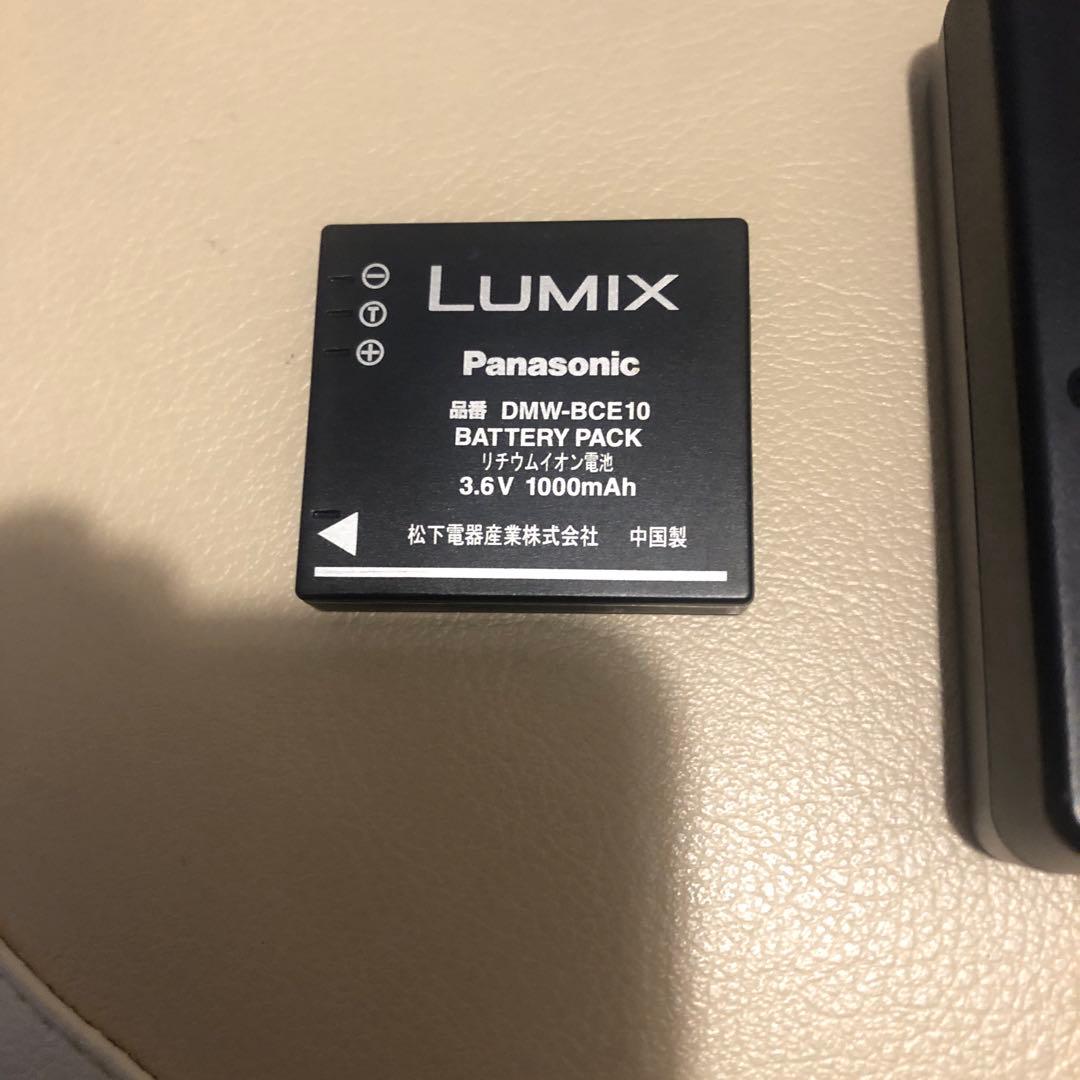 LUMIX
Panasonic
品番 DMW-BCE10
BATTERY PACK
リチウムイオン電池
3.6V 1000mAh
松下電器産業株式会社 中国製
⊖
Ⓣ
⊕